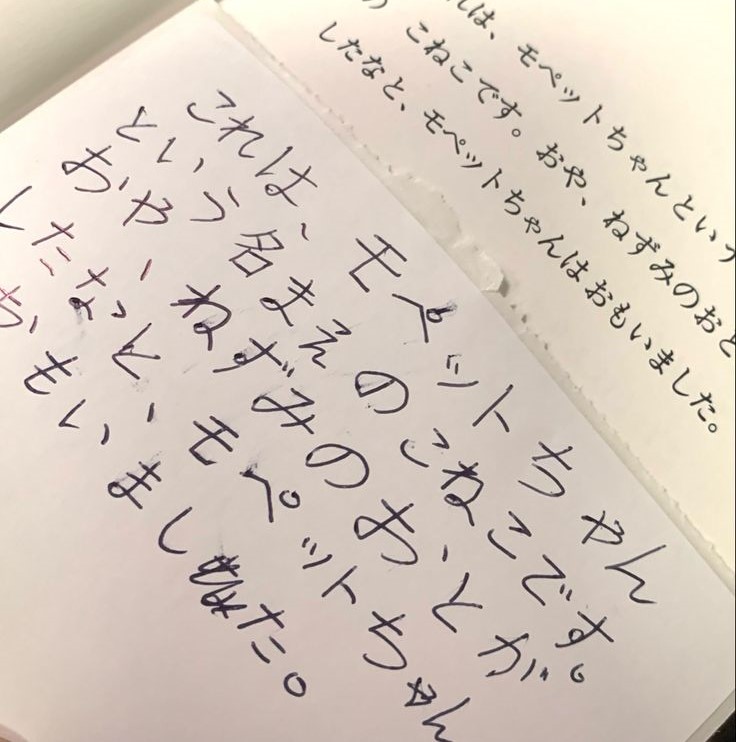 これは、モペットちゃん
という名まえのこねこです。
おや、ねずみのおとが。
したなと、モペットちゃん
おもいました。
は、モペットちゃんとい
こねこです。おや、ねずみのおと
したなと、モペットちゃんはおもいました。